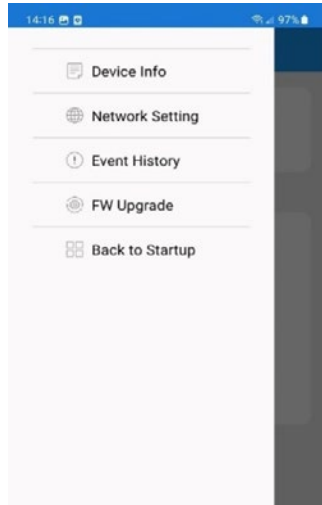 14:16 97%
Device Info
Network Setting
Event History
FW Upgrade
Back to Startup